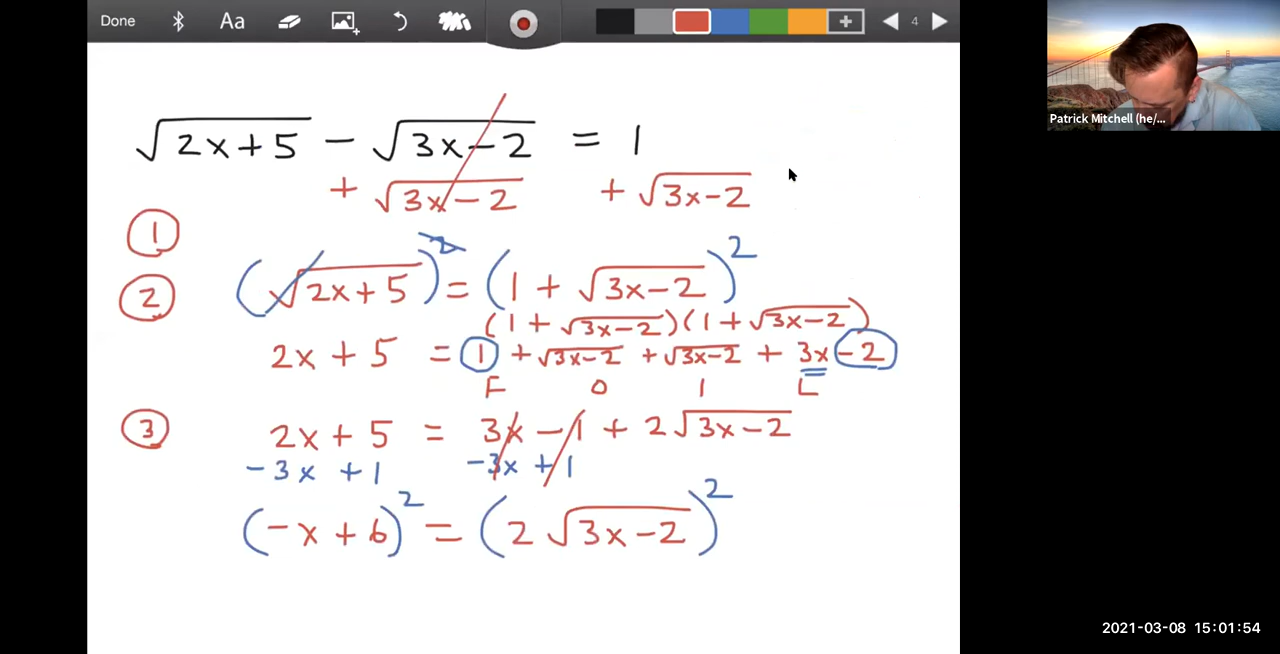 Done Aa 4
Patrick Mitchell (he/...
√(2x+5) - √(3x-2) = 1
+ √(3x-2) + √(3x-2)
1
2 (√(2x+5))² = (1 + √(3x-2))²
(1 + √(3x-2))(1 + √(3x-2))
2x + 5 = 1 + √(3x-2) + √(3x-2) + 3x - 2
F O I L
3 2x + 5 = 3x - 1 + 2√(3x-2)
-3x +1 -3x +1
(-x + 6)² = (2√(3x-2))²
2021-03-08 15:01:54